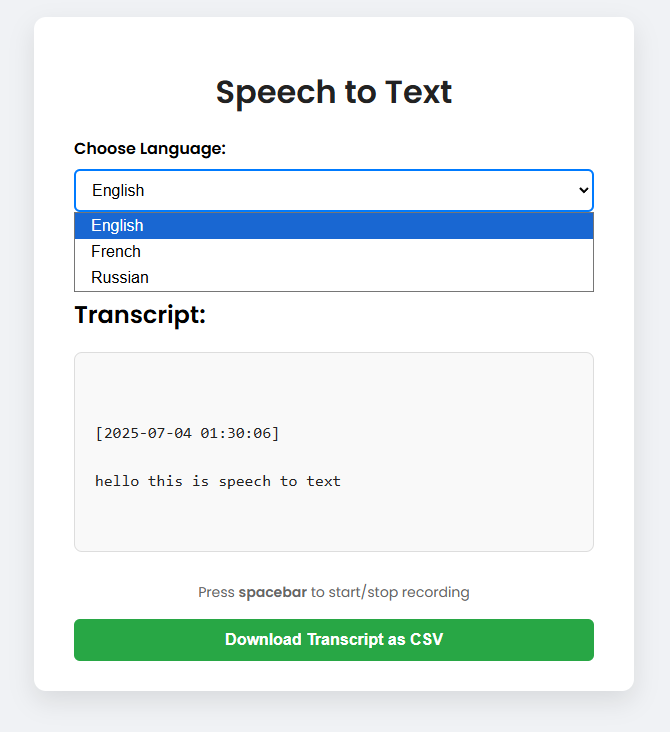 Speech to Text
Choose Language:
English
English
French
Russian
Transcript:
[2025-07-04 01:30:06]
hello this is speech to text
Press spacebar to start/stop recording
Download Transcript as CSV